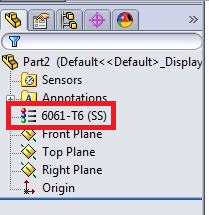 Part2 (Default<<Default>_Display
Sensors
Annotations
6061-T6 (SS)
Front Plane
Top Plane
Right Plane
Origin